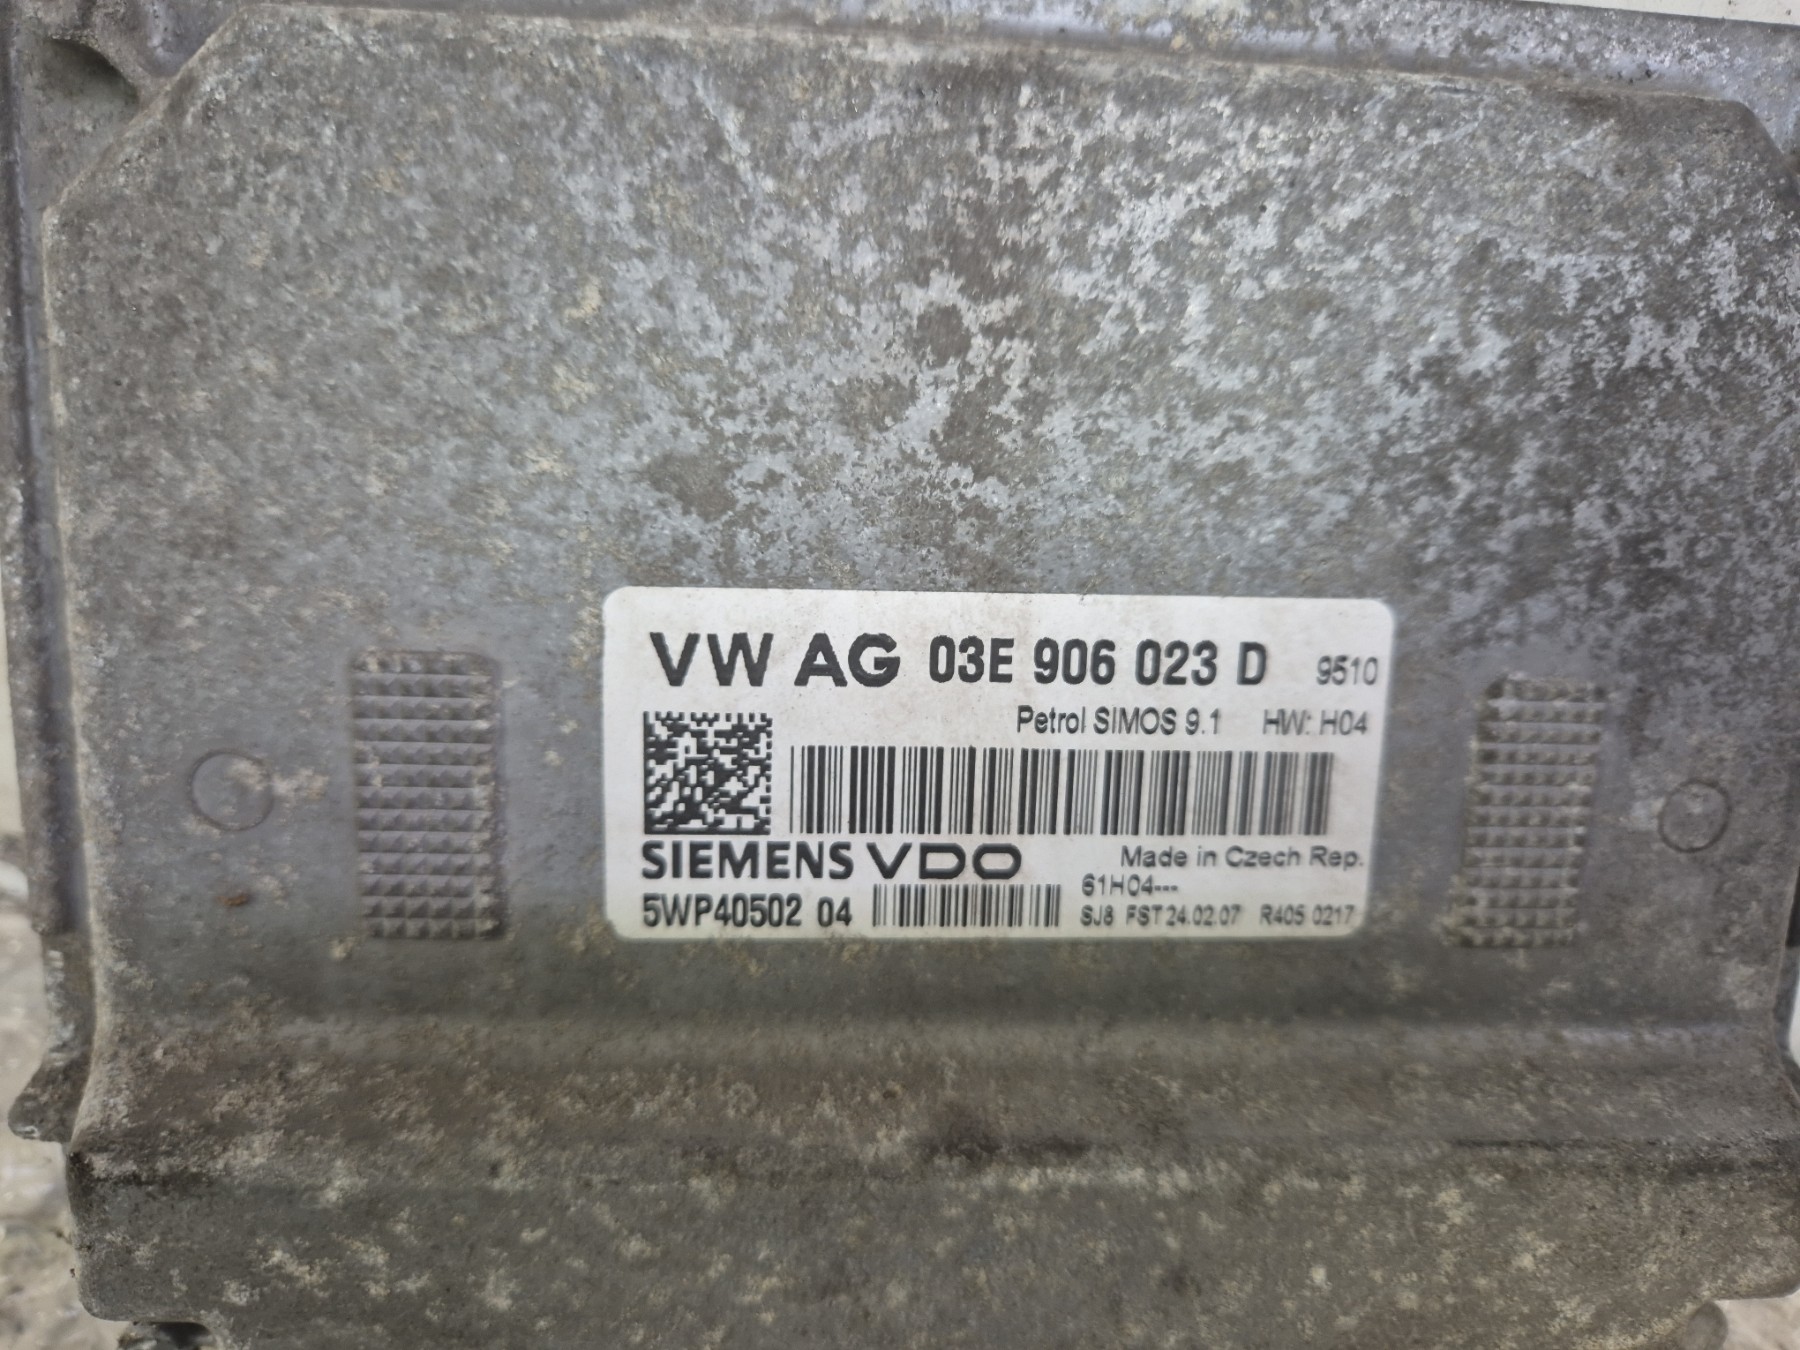 VW AG 03E 906 023 D 9510
Petrol SIMOS 9.1 HW: H04
SIEMENS VDO Made in Czech Rep.
61H04---
5WP40502 04 SJ8 FST 24.02.07 R405 0217